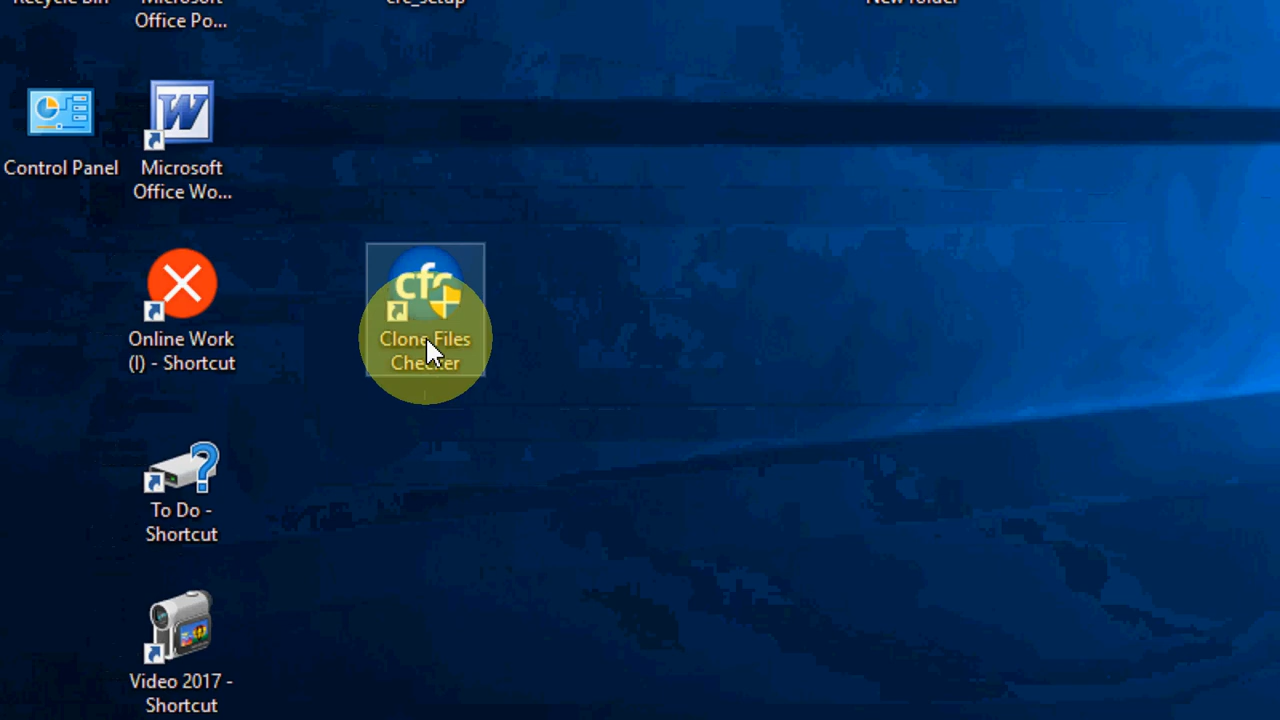 Recycle Bin
Microsoft
Office Po...
cfc_setup
New folder
Control Panel
Microsoft
Office Wo...
W
Online Work
(I) - Shortcut
cfc
Clone Files
Checker
To Do -
Shortcut
Video 2017 -
Shortcut